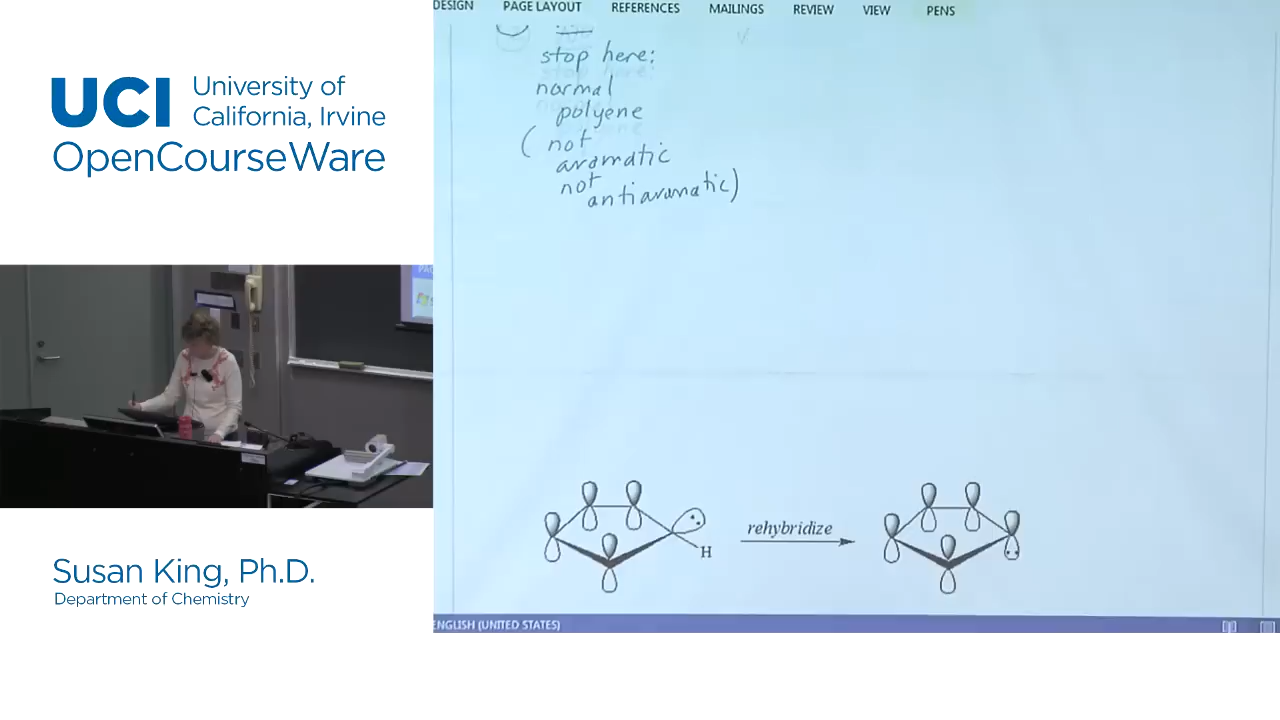 UCI University of
California, Irvine
OpenCourseWare
DESIGN PAGE LAYOUT REFERENCES MAILINGS REVIEW VIEW PENS
stop here:
normal
polyene
(not
aromatic
not
antiaromatic)
H
rehybridize
ENGLISH (UNITED STATES)
Susan King, Ph.D.
Department of Chemistry